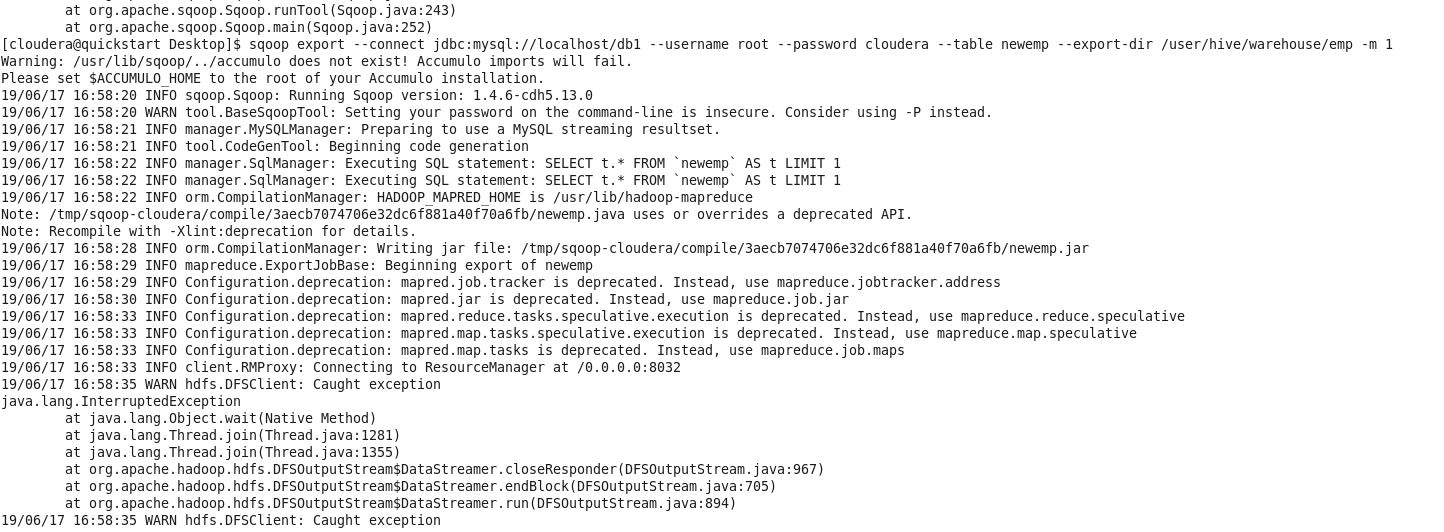 at org.apache.sqoop.Sqoop.runTool(Sqoop.java:243)
at org.apache.sqoop.Sqoop.main(Sqoop.java:252)
[cloudera@quickstart Desktop]$ sqoop export --connect jdbc:mysql://localhost/db1 --username root --password cloudera --table newemp --export-dir /user/hive/warehouse/emp -m 1
Warning: /usr/lib/sqoop/../accumulo does not exist! Accumulo imports will fail.
Please set $ACCUMULO_HOME to the root of your Accumulo installation.
19/06/17 16:58:20 INFO sqoop.Sqoop: Running Sqoop version: 1.4.6-cdh5.13.0
19/06/17 16:58:20 WARN tool.BaseSqoopTool: Setting your password on the command-line is insecure. Consider using -P instead.
19/06/17 16:58:21 INFO manager.MySQLManager: Preparing to use a MySQL streaming resultset.
19/06/17 16:58:21 INFO tool.CodeGenTool: Beginning code generation
19/06/17 16:58:22 INFO manager.SqlManager: Executing SQL statement: SELECT t.* FROM `newemp` AS t LIMIT 1
19/06/17 16:58:22 INFO manager.SqlManager: Executing SQL statement: SELECT t.* FROM `newemp` AS t LIMIT 1
19/06/17 16:58:22 INFO orm.CompilationManager: HADOOP_MAPRED_HOME is /usr/lib/hadoop-mapreduce
Note: /tmp/sqoop-cloudera/compile/3aecb7074706e32dc6f881a40f70a6fb/newemp.java uses or overrides a deprecated API.
Note: Recompile with -Xlint:deprecation for details.
19/06/17 16:58:28 INFO orm.CompilationManager: Writing jar file: /tmp/sqoop-cloudera/compile/3aecb7074706e32dc6f881a40f70a6fb/newemp.jar
19/06/17 16:58:29 INFO mapreduce.ExportJobBase: Beginning export of newemp
19/06/17 16:58:29 INFO Configuration.deprecation: mapred.job.tracker is deprecated. Instead, use mapreduce.jobtracker.address
19/06/17 16:58:30 INFO Configuration.deprecation: mapred.jar is deprecated. Instead, use mapreduce.job.jar
19/06/17 16:58:33 INFO Configuration.deprecation: mapred.reduce.tasks.speculative.execution is deprecated. Instead, use mapreduce.reduce.speculative
19/06/17 16:58:33 INFO Configuration.deprecation: mapred.map.tasks.speculative.execution is deprecated. Instead, use mapreduce.map.speculative
19/06/17 16:58:33 INFO Configuration.deprecation: mapred.map.tasks is deprecated. Instead, use mapreduce.job.maps
19/06/17 16:58:33 INFO client.RMProxy: Connecting to ResourceManager at /0.0.0.0:8032
19/06/17 16:58:35 WARN hdfs.DFSClient: Caught exception
java.lang.InterruptedException
at java.lang.Object.wait(Native Method)
at java.lang.Thread.join(Thread.java:1281)
at java.lang.Thread.join(Thread.java:1355)
at org.apache.hadoop.hdfs.DFSOutputStream$DataStreamer.closeResponder(DFSOutputStream.java:967)
at org.apache.hadoop.hdfs.DFSOutputStream$DataStreamer.endBlock(DFSOutputStream.java:705)
at org.apache.hadoop.hdfs.DFSOutputStream$DataStreamer.run(DFSOutputStream.java:894)
19/06/17 16:58:35 WARN hdfs.DFSClient: Caught exception